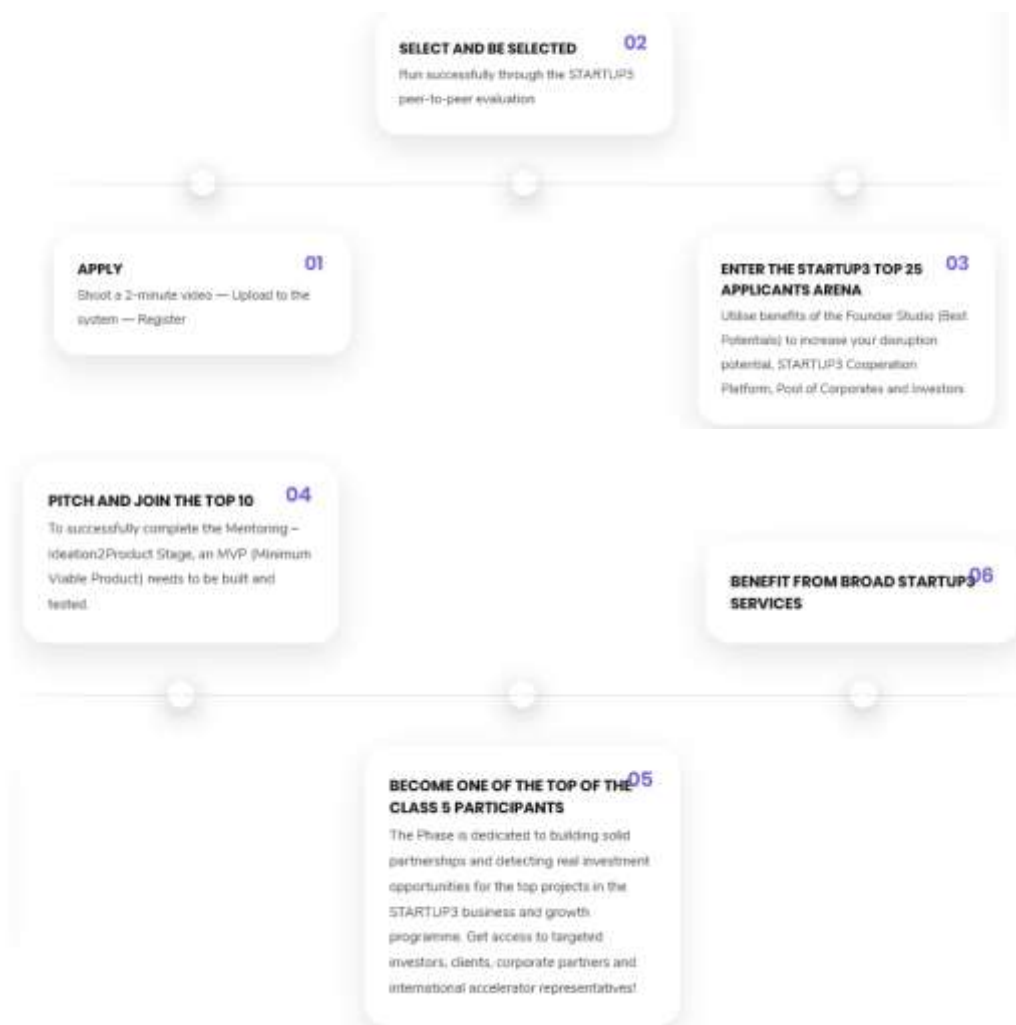 SELECT AND BE SELECTED 02
Run successfully through the STARTUP3
peer-to-peer evaluation
APPLY 01
Shoot a 2-minute video — Upload to the
system — Register
ENTER THE STARTUP3 TOP 25 03
APPLICANTS ARENA
Utilise benefits of the Founder Studio (Best
Potentials) to increase your disruption
potential, STARTUP3 Cooperation
Platform, Pool of Corporates and Investors
PITCH AND JOIN THE TOP 10 04
To successfully complete the Mentoring –
Ideation2Product Stage, an MVP (Minimum
Viable Product) needs to be built and
tested.
BENEFIT FROM BROAD STARTUP3 06
SERVICES
BECOME ONE OF THE TOP OF THE 05
CLASS 5 PARTICIPANTS
The Phase is dedicated to building solid
partnerships and detecting real investment
opportunities for the top projects in the
STARTUP3 business and growth
programme. Get access to targeted
investors, clients, corporate partners and
international accelerator representatives!